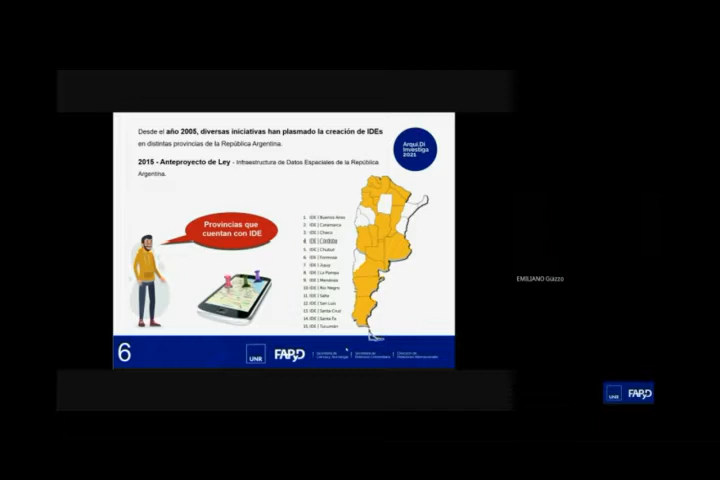 Desde el año 2005, diversas iniciativas han plasmado la creación de IDEs
en distintas provincias de la República Argentina.
2015 - Anteproyecto de Ley - Infraestructura de Datos Espaciales de la República
Argentina.
Arqui.Di
Investiga
2021
Provincias que
cuentan con IDE
1 IDE | Buenos Aires
2 IDE | Catamarca
3 IDE | Chaco
4 IDE | Córdoba
5 IDE | Chubut
6 IDE | Formosa
7 IDE | Jujuy
8 IDE | La Pampa
9 IDE | Mendoza
10 IDE | Río Negro
11 IDE | Salta
12 IDE | San Luis
13 IDE | Santa Cruz
14 IDE | Santa Fe
15 IDE | Tucumán
6
UNR
FAPyD
EMILIANO Guizzo
UNR
FAPyD